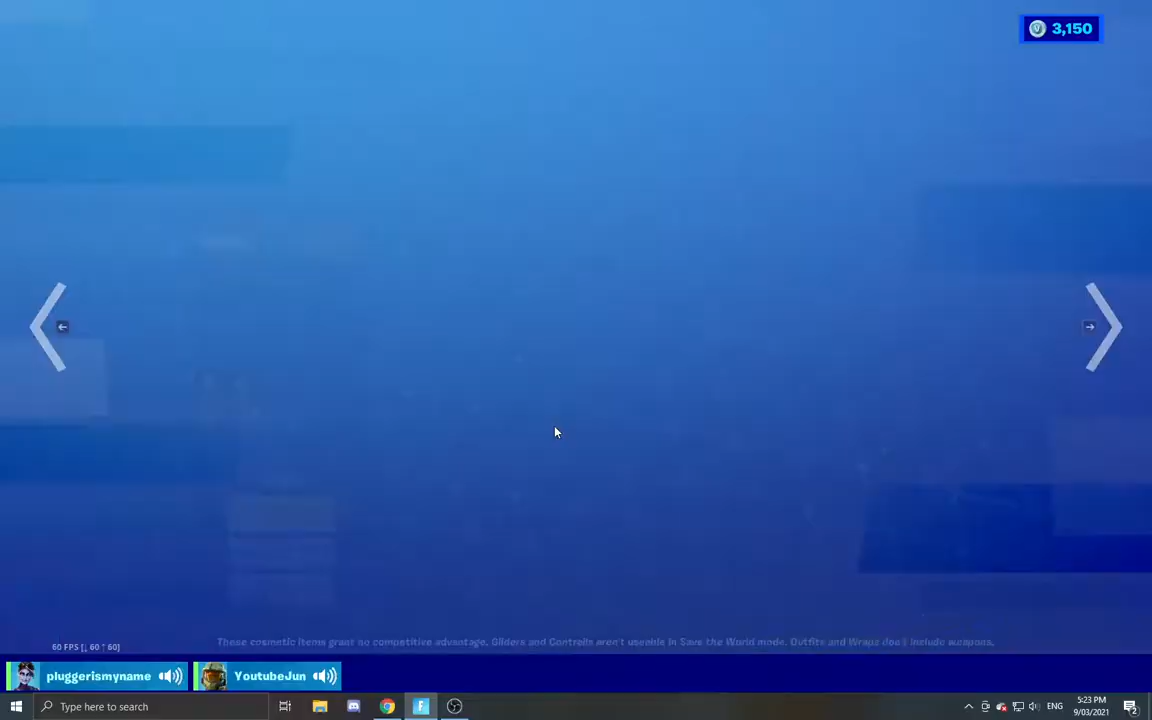 3,150
These cosmetic items grant no competitive advantage. Gliders and Contrails aren't useable in Save the World mode. Outfits and Wraps don't include weapons.
60 FPS [↓ 60 ↑ 60]
pluggerismyname YoutubeJun
Type here to search
ENG
5:23 PM
9/03/2021
2